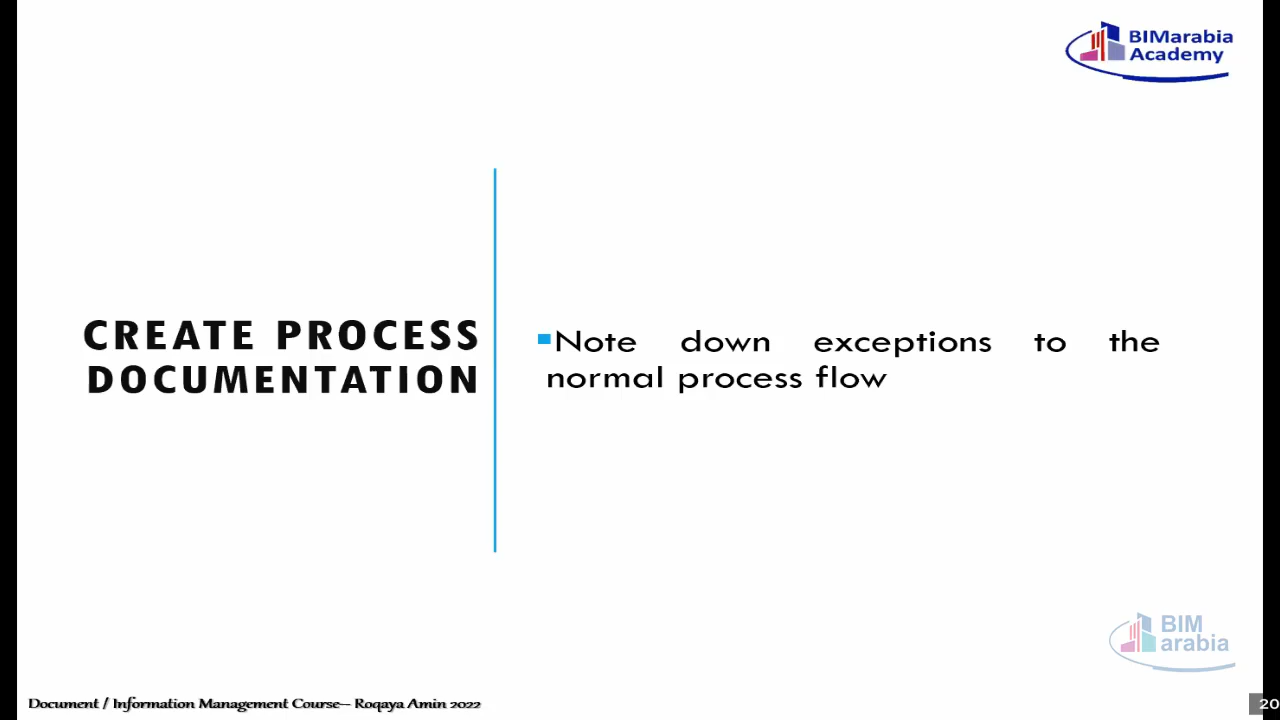 BIMarabia
Academy
CREATE PROCESS
DOCUMENTATION
Note down exceptions to the
normal process flow
BIM
arabia
Document / Information Management Course-- Roqaya Amin 2022
20